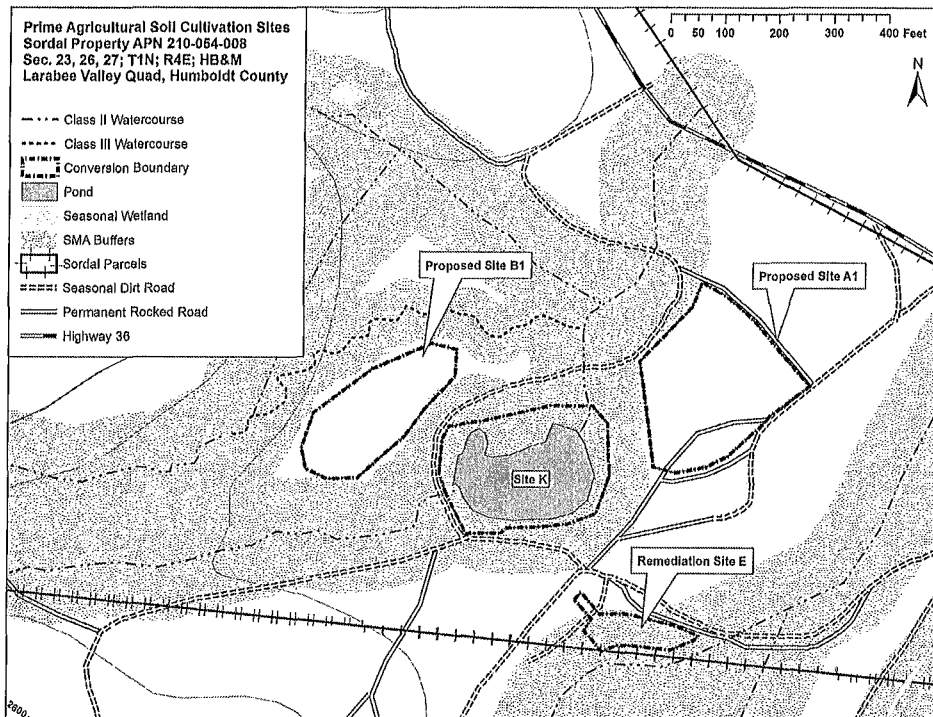 Prime Agricultural Soil Cultivation Sites
Sordal Property APN 210-054-008
Sec. 23, 26, 27; T1N; R4E; HB&M
Larabee Valley Quad, Humboldt County
Class II Watercourse
Class III Watercourse
Conversion Boundary
Pond
Seasonal Wetland
SMA Buffers
Sordal Parcels
Seasonal Dirt Road
Permanent Rocked Road
Highway 36
0 50 100 200 300 400 Feet
N
Proposed Site B1
Proposed Site A1
Site K
Remediation Site E
2600